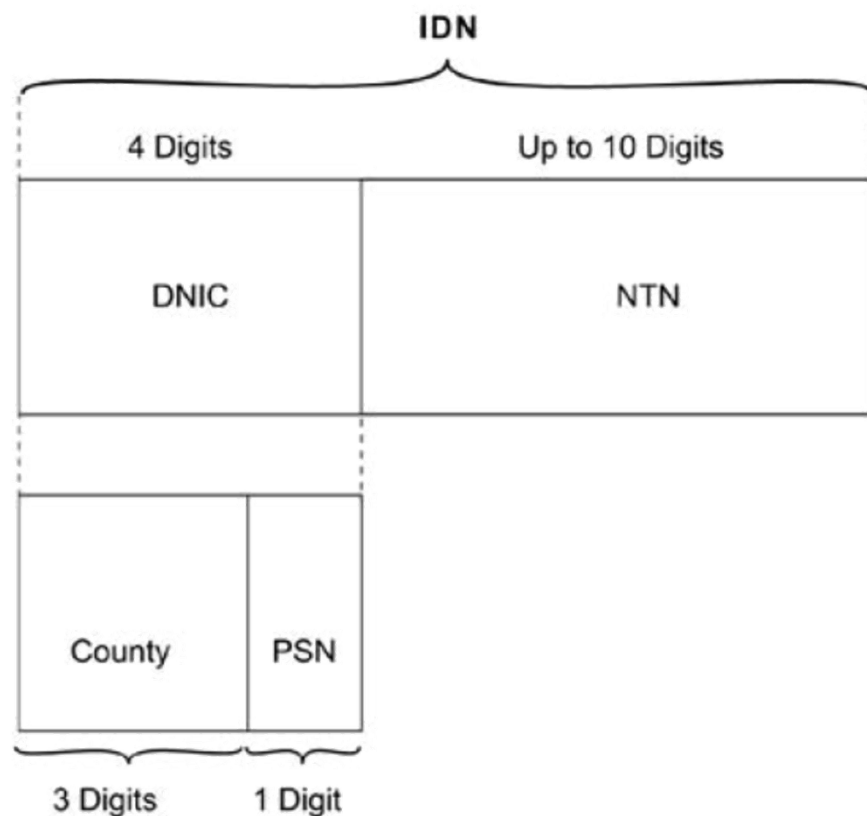 IDN
4 Digits Up to 10 Digits
DNIC NTN
County PSN
3 Digits 1 Digit